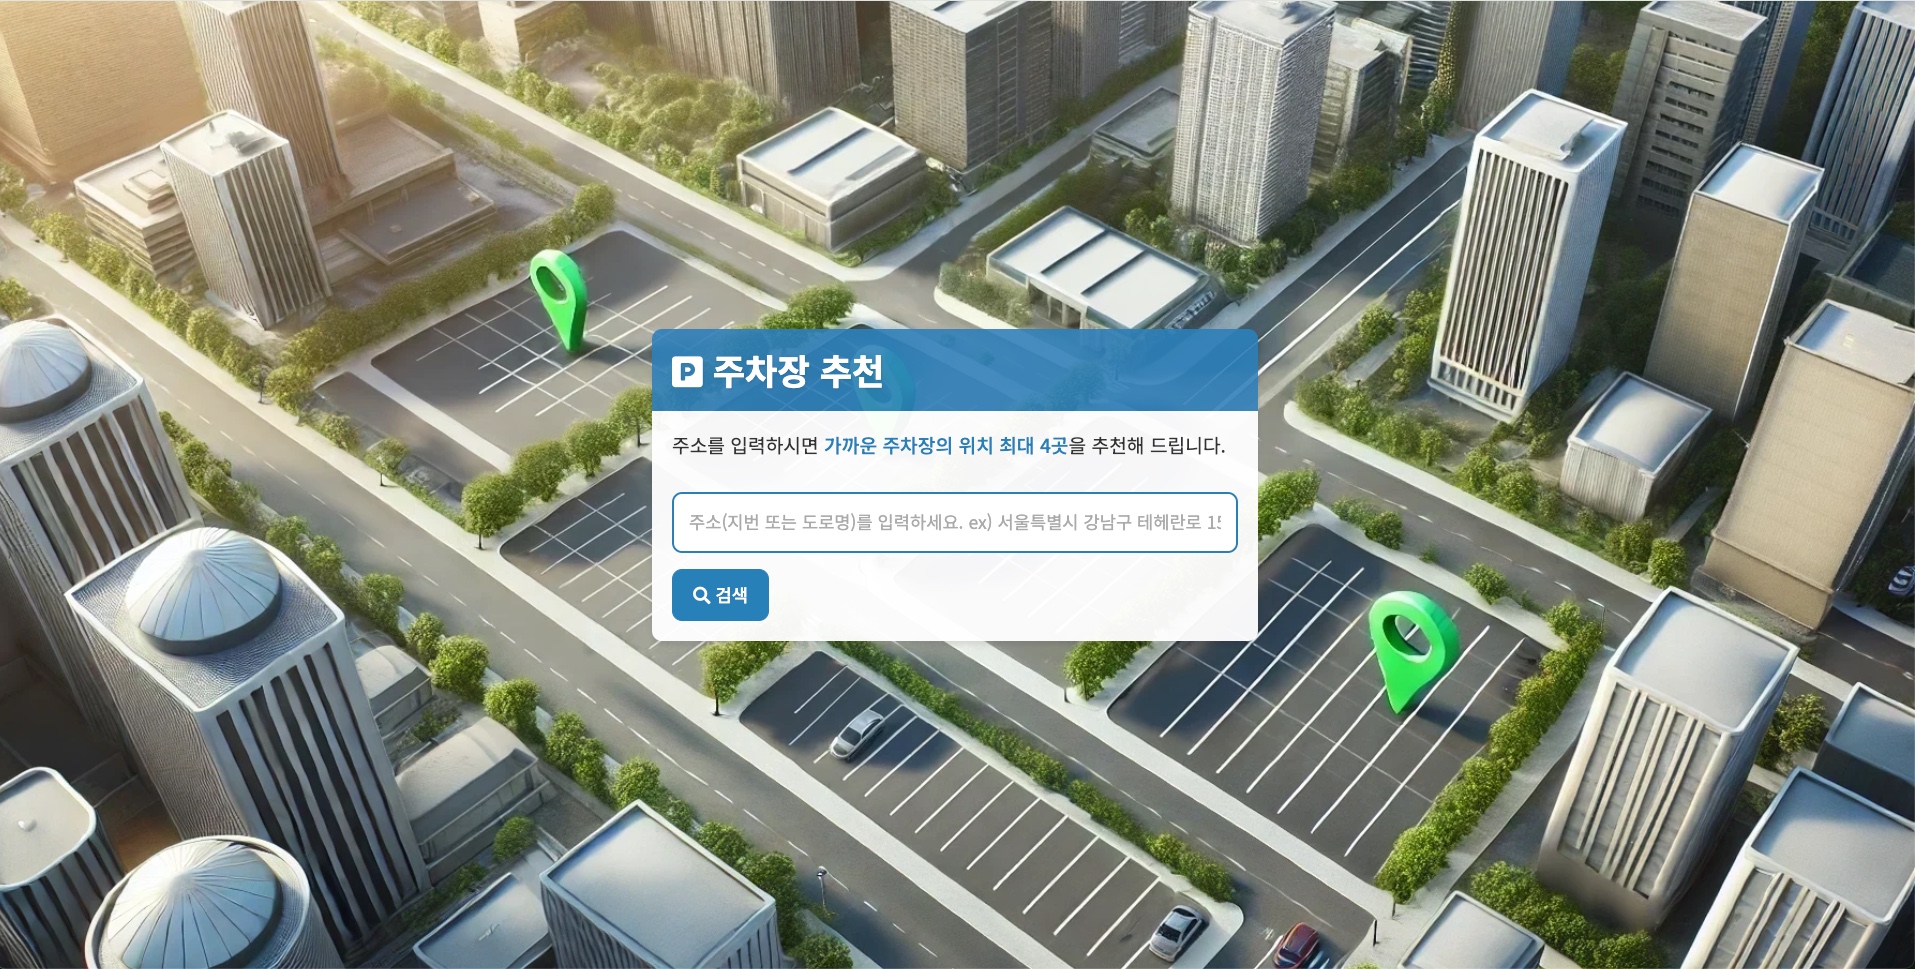 P 주차장 추천
주소를 입력하시면 가까운 주차장의 위치 최대 4곳을 추천해 드립니다.
주소(지번 또는 도로명)를 입력하세요. ex) 서울특별시 강남구 테헤란로 15
검색